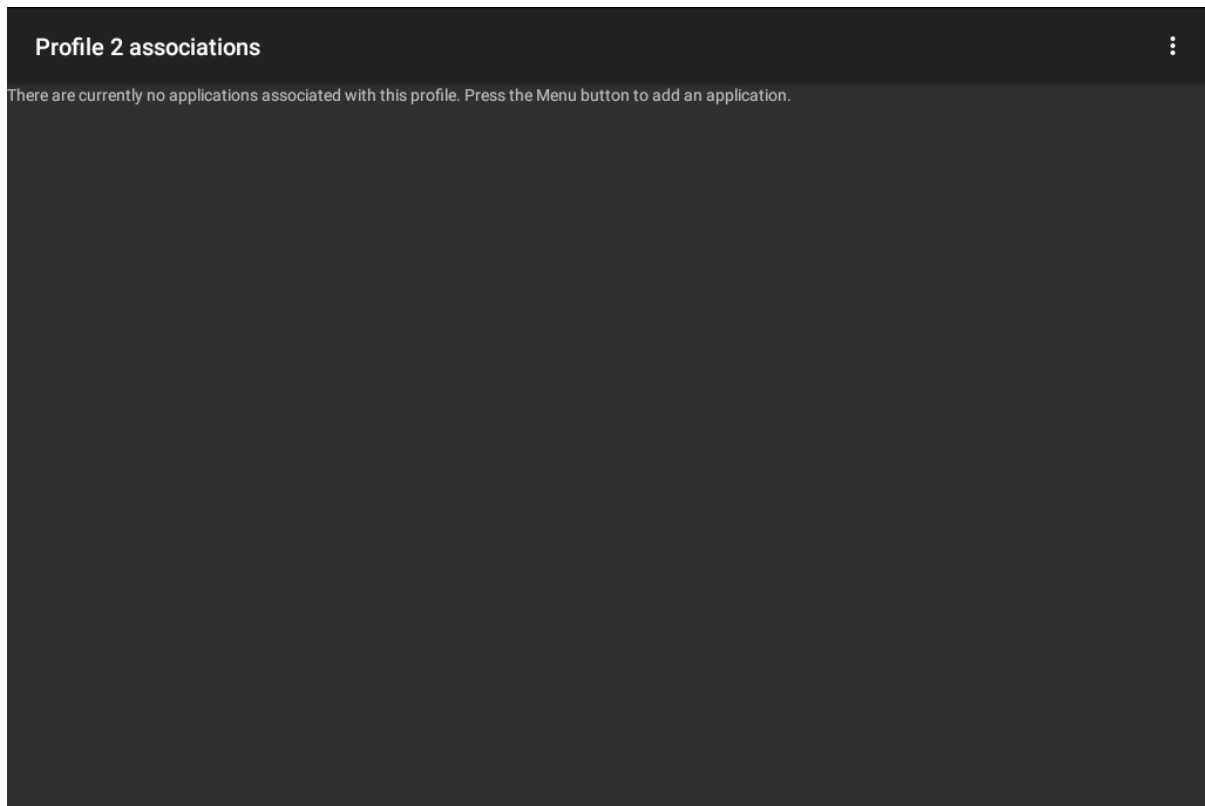 Profile 2 associations
There are currently no applications associated with this profile. Press the Menu button to add an application.